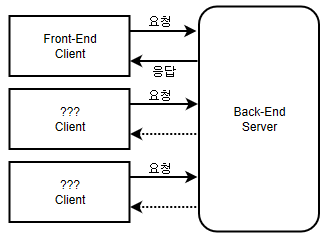 요청
Front-End
Client
응답
요청
???
Client
Back-End
Server
요청
???
Client